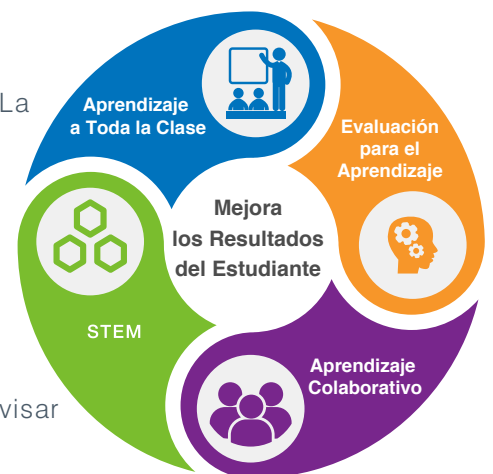 La
Aprendizaje
a Toda la Clase
Evaluación
para el
Aprendizaje
Mejora
los Resultados
del Estudiante
STEM
Aprendizaje
Colaborativo
visar